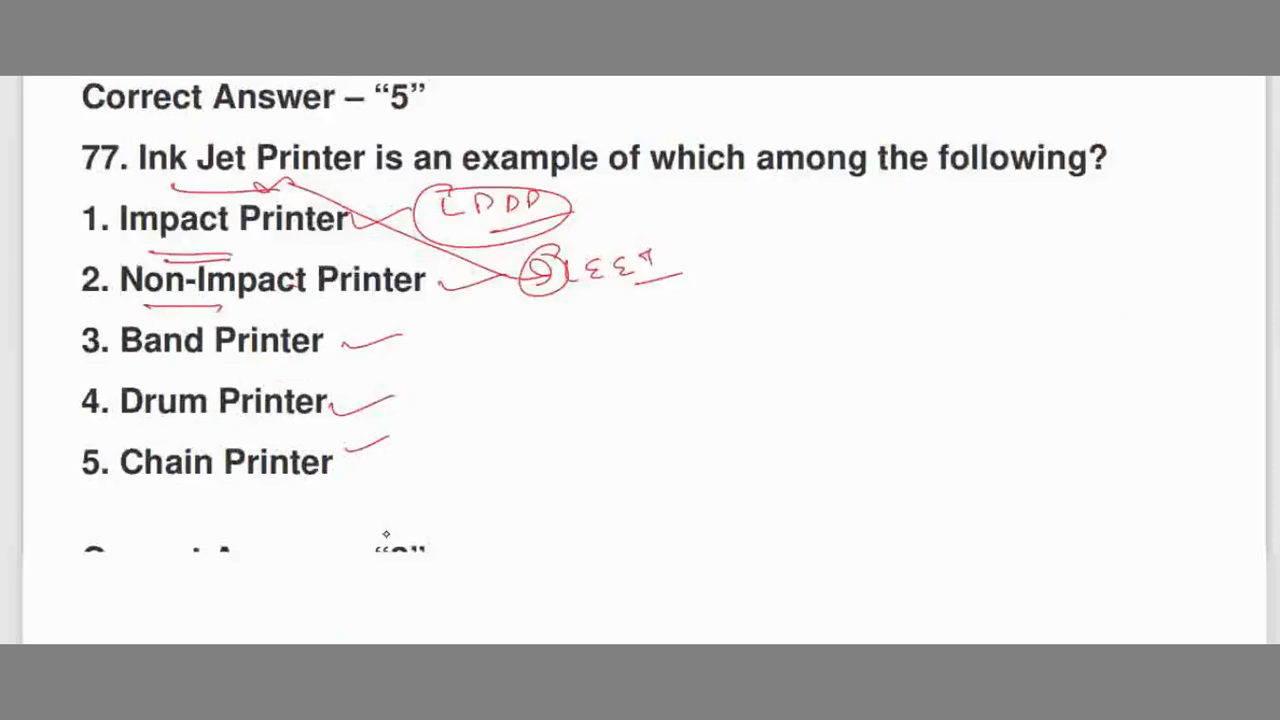 Correct Answer – “5”
77. Ink Jet Printer is an example of which among the following?
1. Impact Printer
2. Non-Impact Printer
3. Band Printer
4. Drum Printer
5. Chain Printer